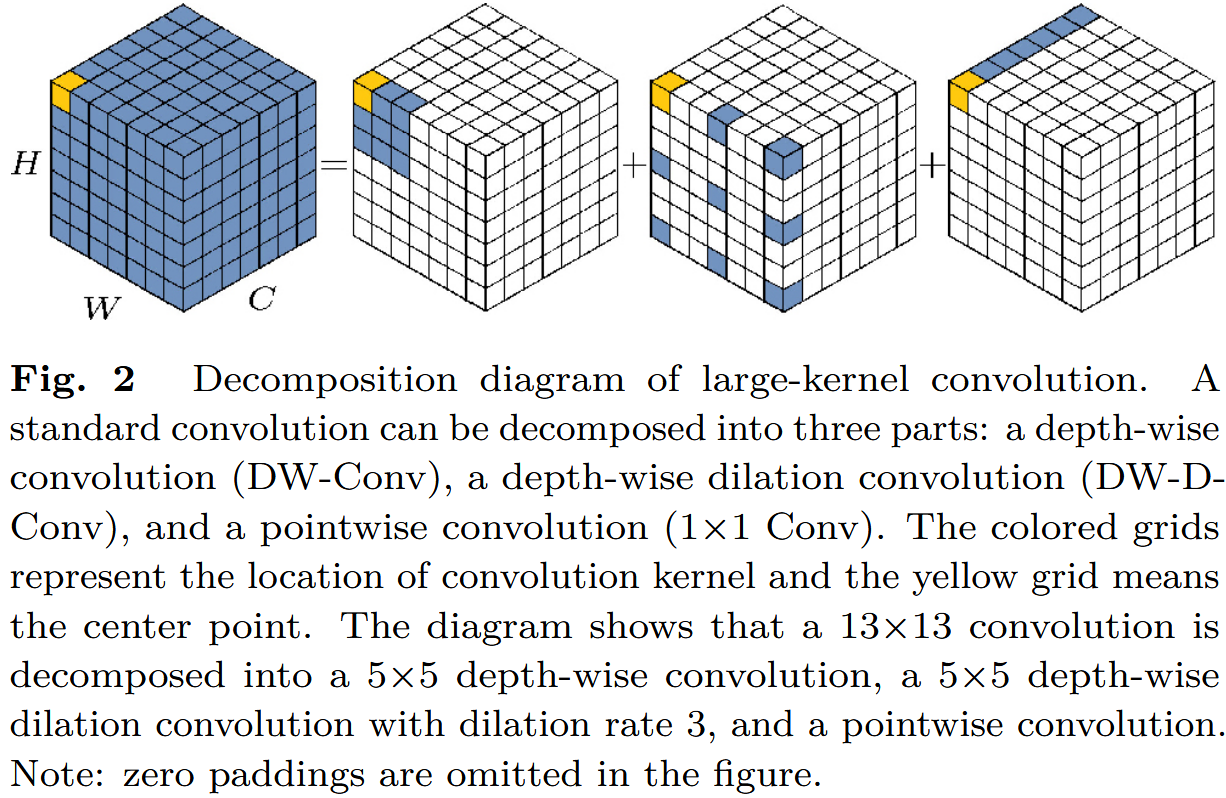 H
=
+
+
W
C
Fig. 2 Decomposition diagram of large-kernel convolution. A
standard convolution can be decomposed into three parts: a depth-wise
convolution (DW-Conv), a depth-wise dilation convolution (DW-D-
Conv), and a pointwise convolution (1×1 Conv). The colored grids
represent the location of convolution kernel and the yellow grid means
the center point. The diagram shows that a 13×13 convolution is
decomposed into a 5×5 depth-wise convolution, a 5×5 depth-wise
dilation convolution with dilation rate 3, and a pointwise convolution.
Note: zero paddings are omitted in the figure.